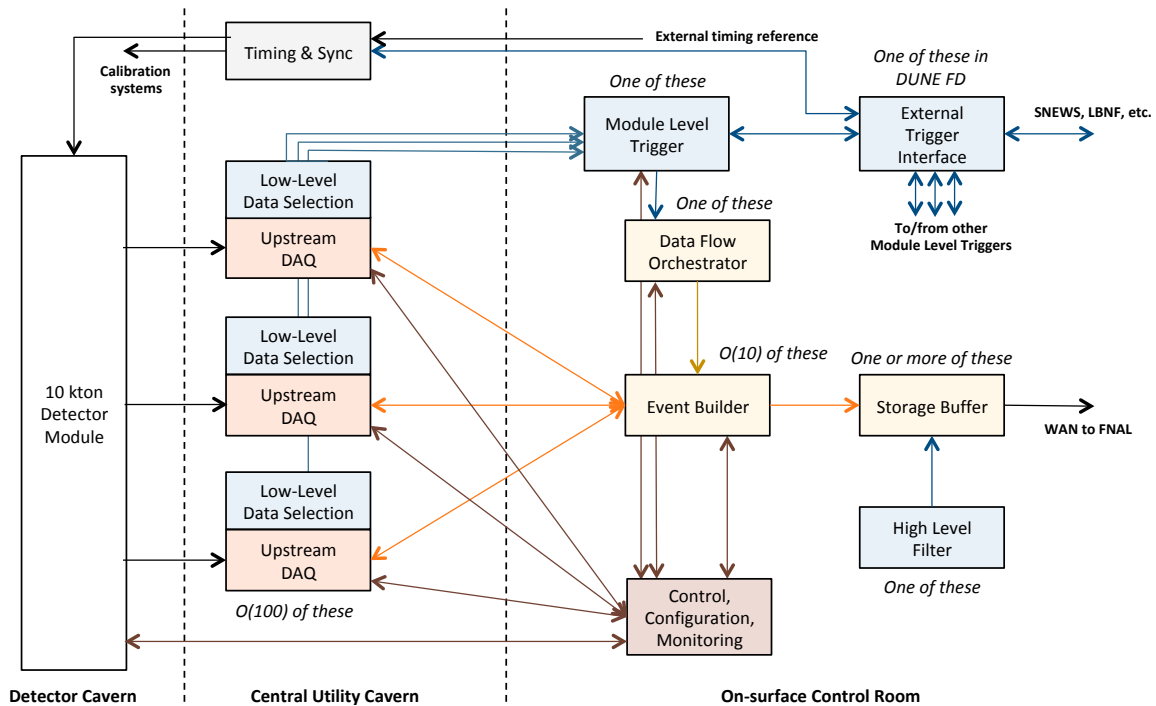 Timing & Sync
External timing reference
Calibration
systems
One of these
One of these in
DUNE FD
Module Level
Trigger
External
Trigger
Interface
SNEWS, LBNF, etc.
To/from other
Module Level Triggers
Low-Level
Data Selection
Upstream
DAQ
One of these
Data Flow
Orchestrator
Low-Level
Data Selection
Upstream
DAQ
O(10) of these
One or more of these
10 kton
Detector
Module
Event Builder
Storage Buffer
WAN to FNAL
Low-Level
Data Selection
Upstream
DAQ
O(100) of these
High Level
Filter
One of these
Control,
Configuration,
Monitoring
Detector Cavern
Central Utility Cavern
On-surface Control Room